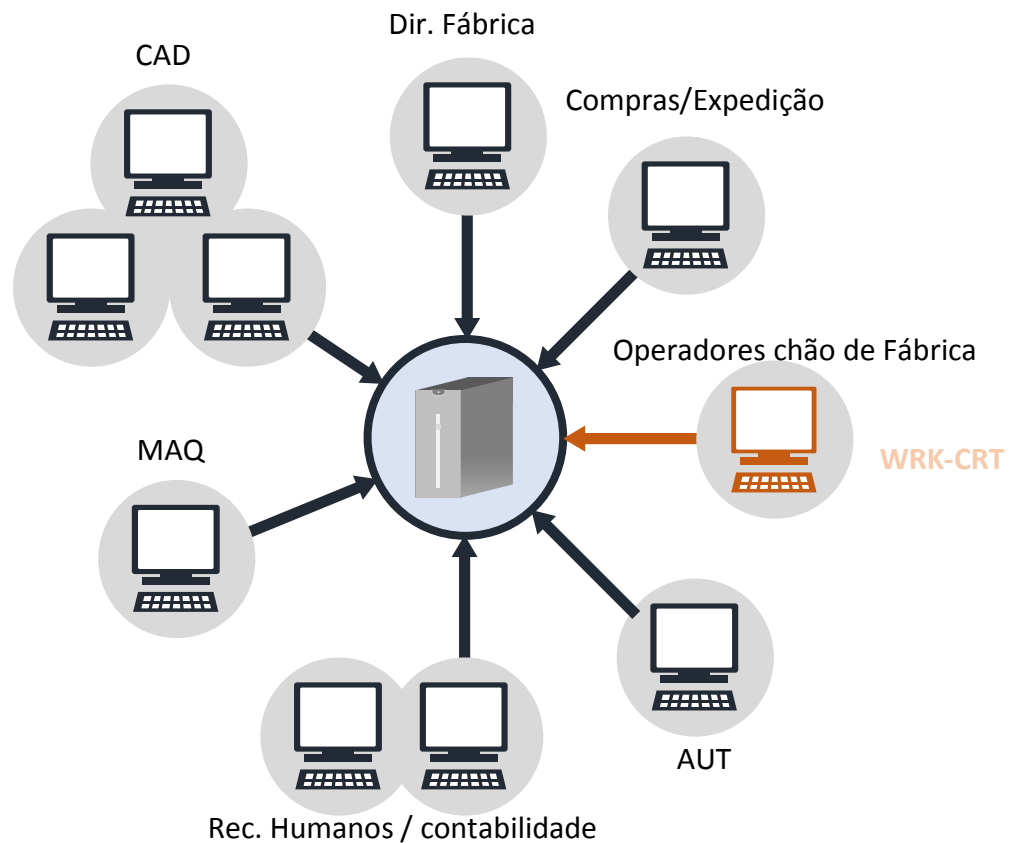 Dir. Fábrica
CAD
Compras/Expedição
Operadores chão de Fábrica
MAQ
WRK-CRT
AUT
Rec. Humanos / contabilidade